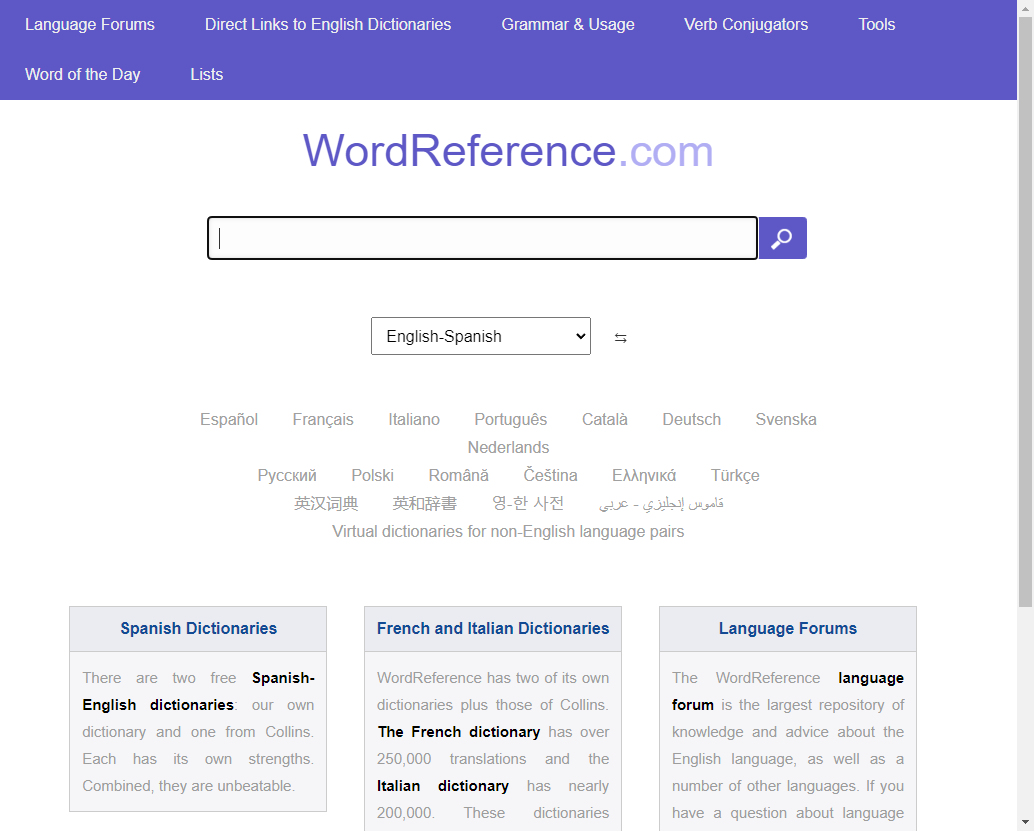 Language Forums Direct Links to English Dictionaries Grammar & Usage Verb Conjugators Tools
Word of the Day Lists
WordReference.com
English-Spanish ⇆
Español Français Italiano Português Català Deutsch Svenska
Nederlands
Русский Polski Română Čeština Ελληνικά Türkçe
英汉词典 英和辞書 영-한 사전 قاموس إنجليزي - عربي
Virtual dictionaries for non-English language pairs
Spanish Dictionaries
There are two free Spanish-
English dictionaries: our own
dictionary and one from Collins.
Each has its own strengths.
Combined, they are unbeatable.
French and Italian Dictionaries
WordReference has two of its own
dictionaries plus those of Collins.
The French dictionary has over
250,000 translations and the
Italian dictionary has nearly
200,000. These dictionaries
Language Forums
The WordReference language
forum is the largest repository of
knowledge and advice about the
English language, as well as a
number of other languages. If you
have a question about language